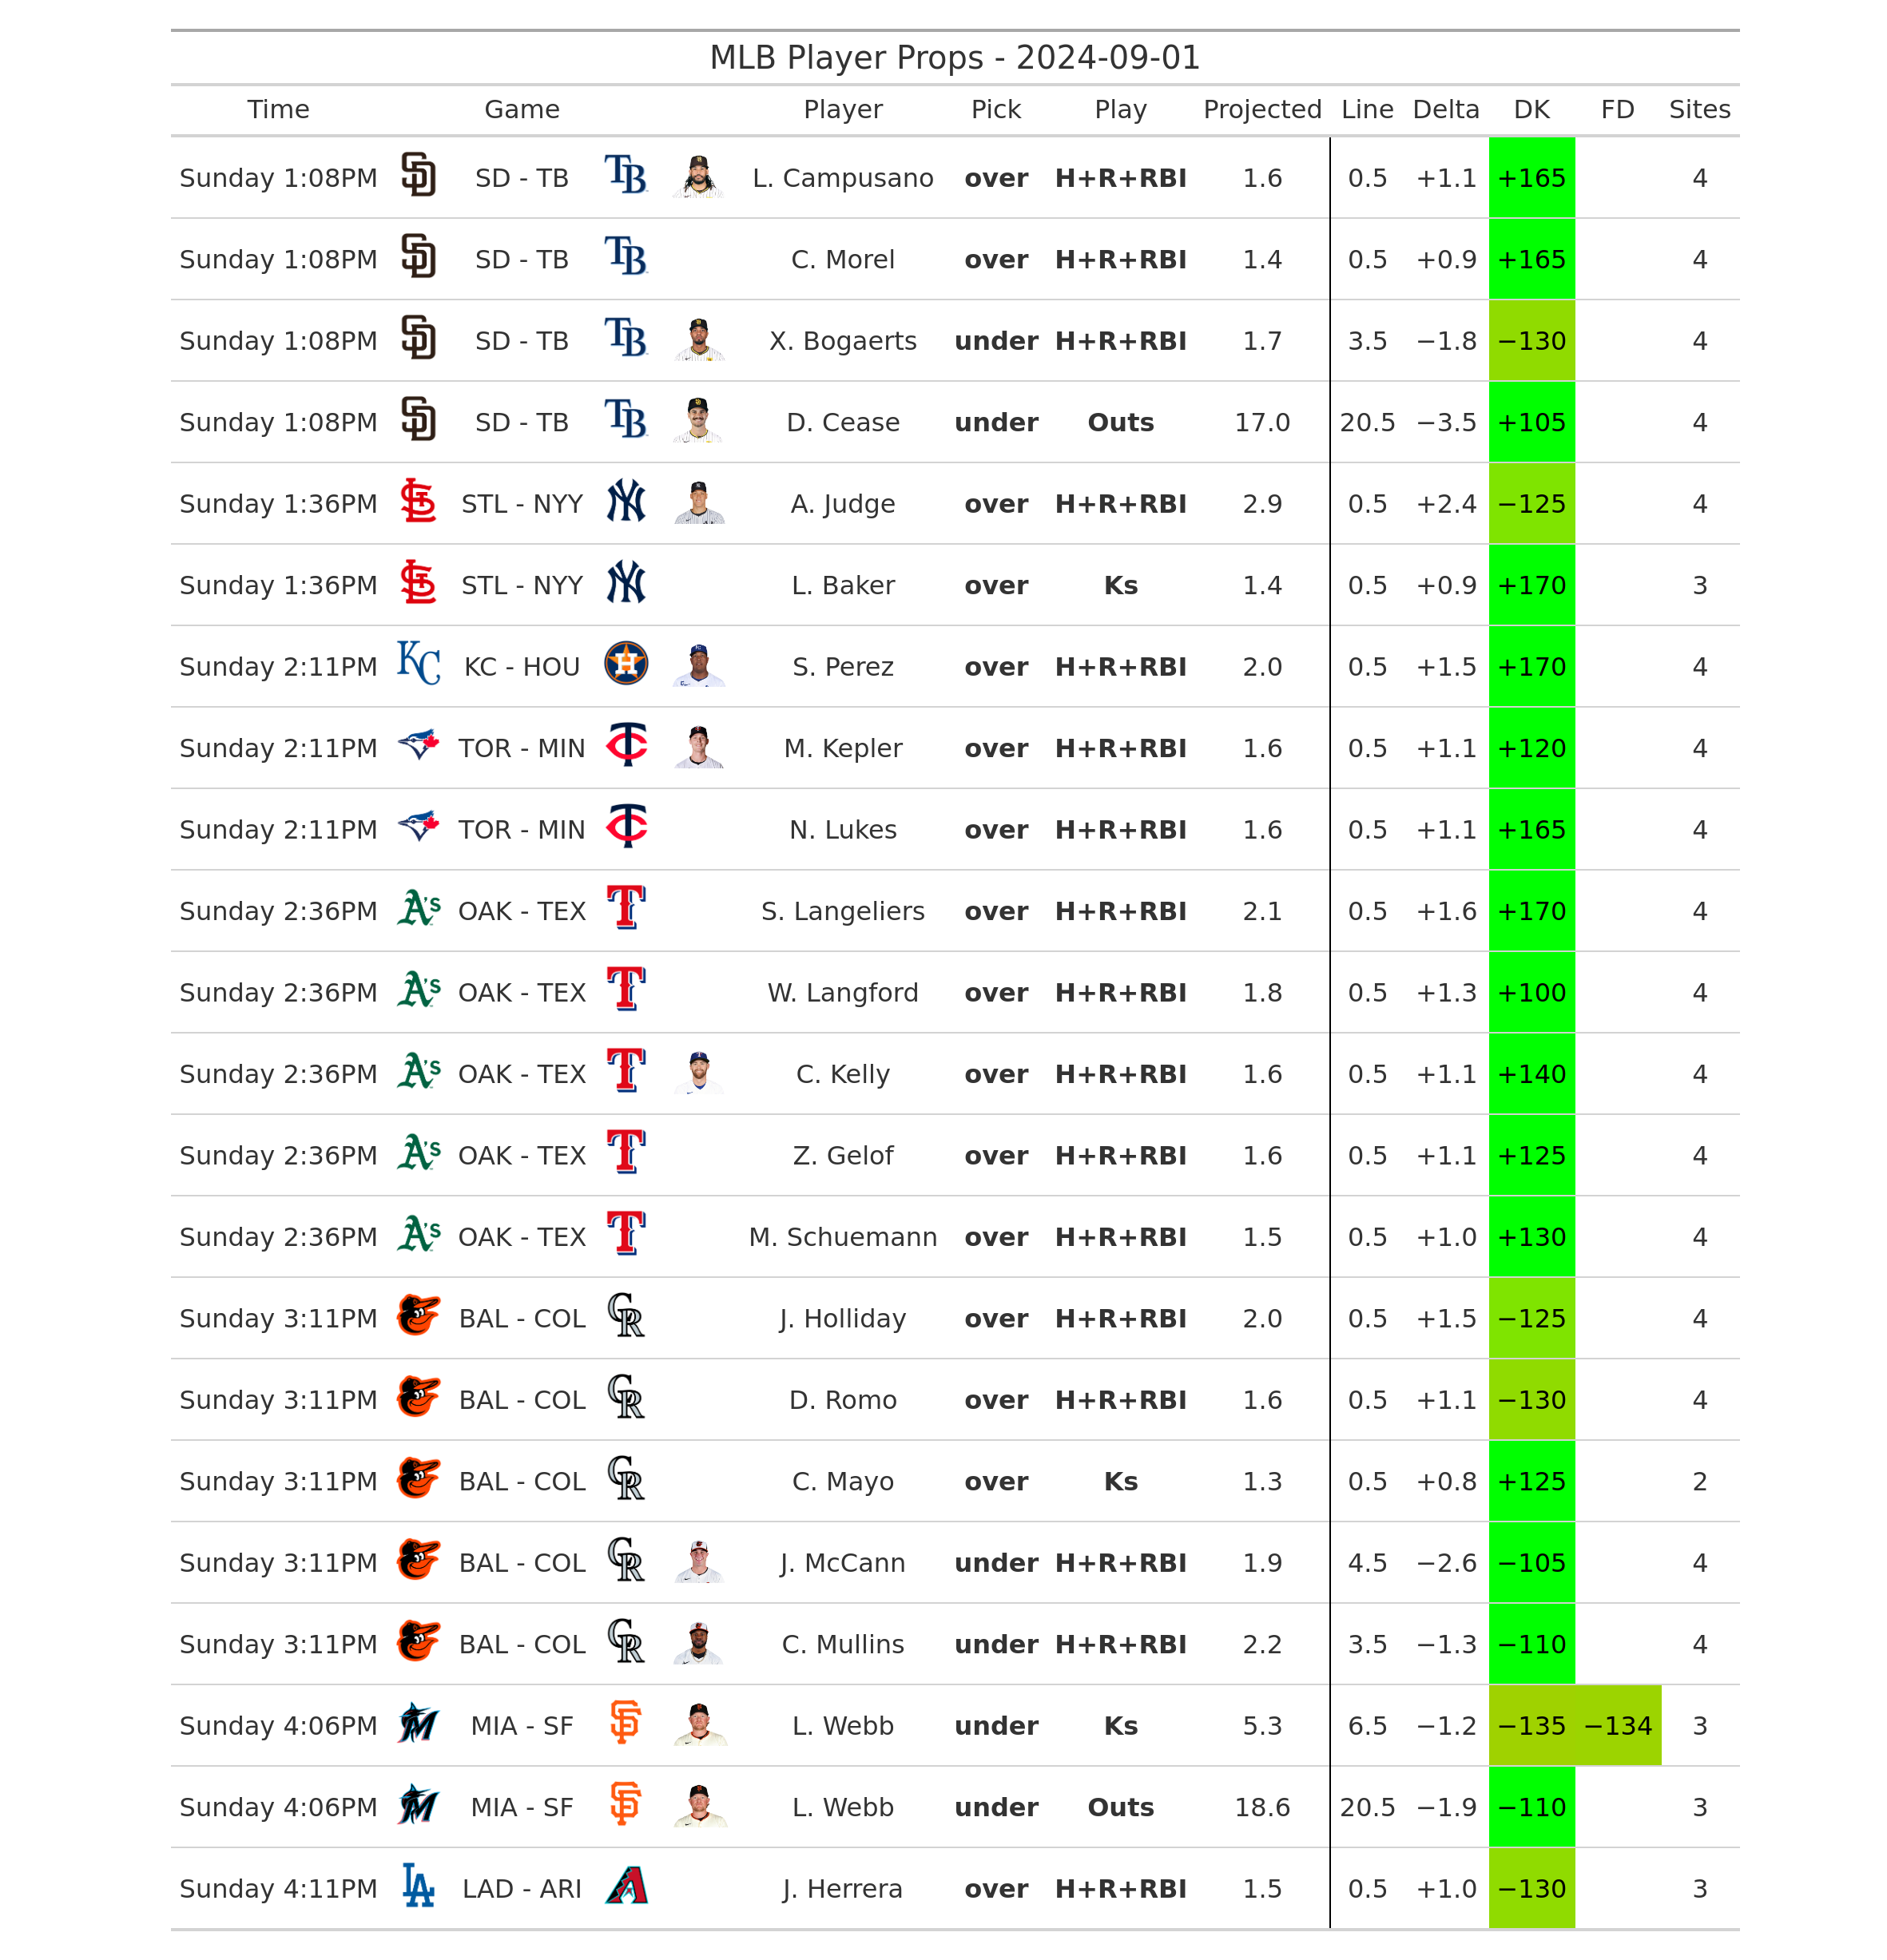 MLB Player Props - 2024-09-01
Time Game Player Pick Play Projected Line Delta DK FD Sites
Sunday 1:08PM SD - TB L. Campusano over H+R+RBI 1.6 0.5 +1.1 +165 4
Sunday 1:08PM SD - TB C. Morel over H+R+RBI 1.4 0.5 +0.9 +165 4
Sunday 1:08PM SD - TB X. Bogaerts under H+R+RBI 1.7 3.5 −1.8 −130 4
Sunday 1:08PM SD - TB D. Cease under Outs 17.0 20.5 −3.5 +105 4
Sunday 1:36PM STL - NYY A. Judge over H+R+RBI 2.9 0.5 +2.4 −125 4
Sunday 1:36PM STL - NYY L. Baker over Ks 1.4 0.5 +0.9 +170 3
Sunday 2:11PM KC - HOU S. Perez over H+R+RBI 2.0 0.5 +1.5 +170 4
Sunday 2:11PM TOR - MIN M. Kepler over H+R+RBI 1.6 0.5 +1.1 +120 4
Sunday 2:11PM TOR - MIN N. Lukes over H+R+RBI 1.6 0.5 +1.1 +165 4
Sunday 2:36PM OAK - TEX S. Langeliers over H+R+RBI 2.1 0.5 +1.6 +170 4
Sunday 2:36PM OAK - TEX W. Langford over H+R+RBI 1.8 0.5 +1.3 +100 4
Sunday 2:36PM OAK - TEX C. Kelly over H+R+RBI 1.6 0.5 +1.1 +140 4
Sunday 2:36PM OAK - TEX Z. Gelof over H+R+RBI 1.6 0.5 +1.1 +125 4
Sunday 2:36PM OAK - TEX M. Schuemann over H+R+RBI 1.5 0.5 +1.0 +130 4
Sunday 3:11PM BAL - COL J. Holliday over H+R+RBI 2.0 0.5 +1.5 −125 4
Sunday 3:11PM BAL - COL D. Romo over H+R+RBI 1.6 0.5 +1.1 −130 4
Sunday 3:11PM BAL - COL C. Mayo over Ks 1.3 0.5 +0.8 +125 2
Sunday 3:11PM BAL - COL J. McCann under H+R+RBI 1.9 4.5 −2.6 −105 4
Sunday 3:11PM BAL - COL C. Mullins under H+R+RBI 2.2 3.5 −1.3 −110 4
Sunday 4:06PM MIA - SF L. Webb under Ks 5.3 6.5 −1.2 −135 −134 3
Sunday 4:06PM MIA - SF L. Webb under Outs 18.6 20.5 −1.9 −110 3
Sunday 4:11PM LAD - ARI J. Herrera over H+R+RBI 1.5 0.5 +1.0 −130 3